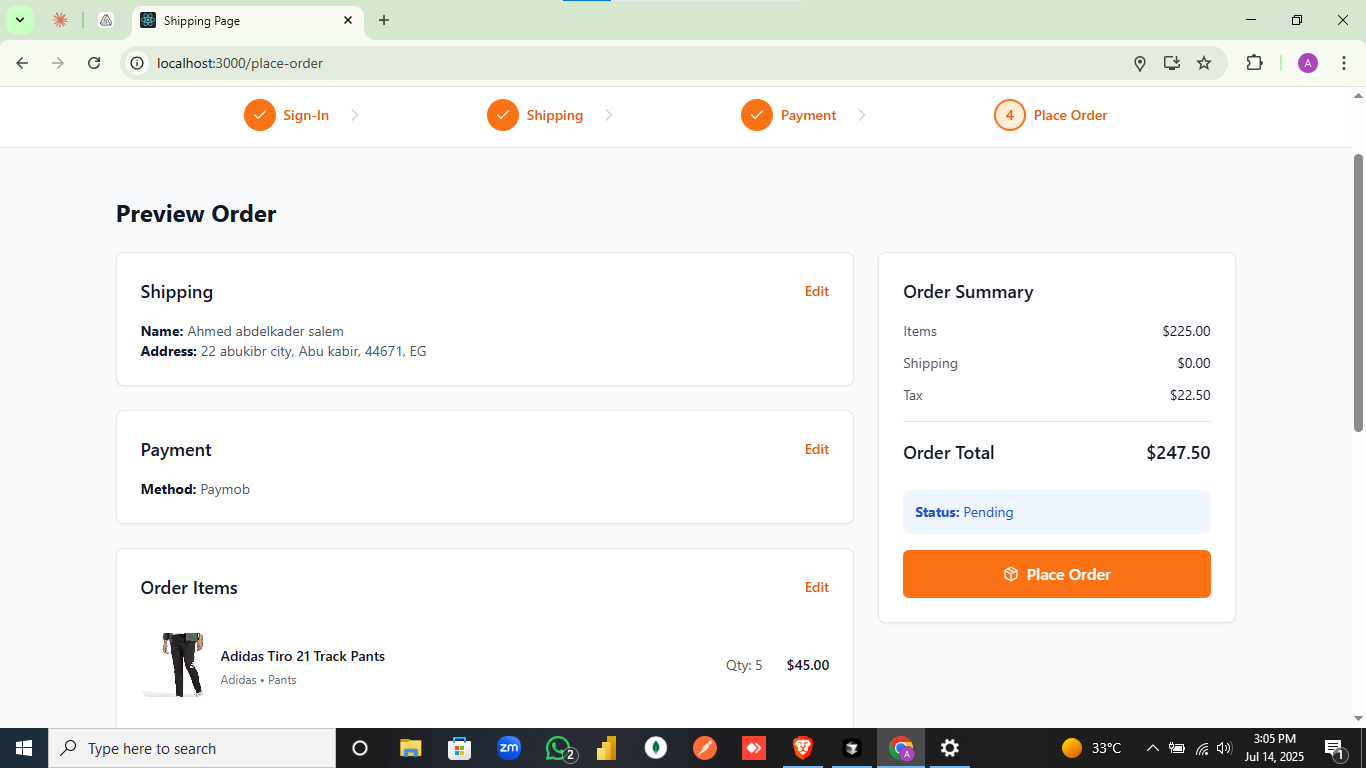 Shipping Page
localhost:3000/place-order
A
Sign-In
Shipping
Payment
4 Place Order
Preview Order
Shipping
Edit
Name: Ahmed abdelkader salem
Address: 22 abukibr city, Abu kabir, 44671, EG
Payment
Edit
Method: Paymob
Order Items
Edit
Adidas Tiro 21 Track Pants
Adidas • Pants
Qty: 5
$45.00
Order Summary
Items $225.00
Shipping $0.00
Tax $22.50
Order Total $247.50
Status: Pending
Place Order
Type here to search
zm
2
A
33°C
3:05 PM
Jul 14, 2025
1